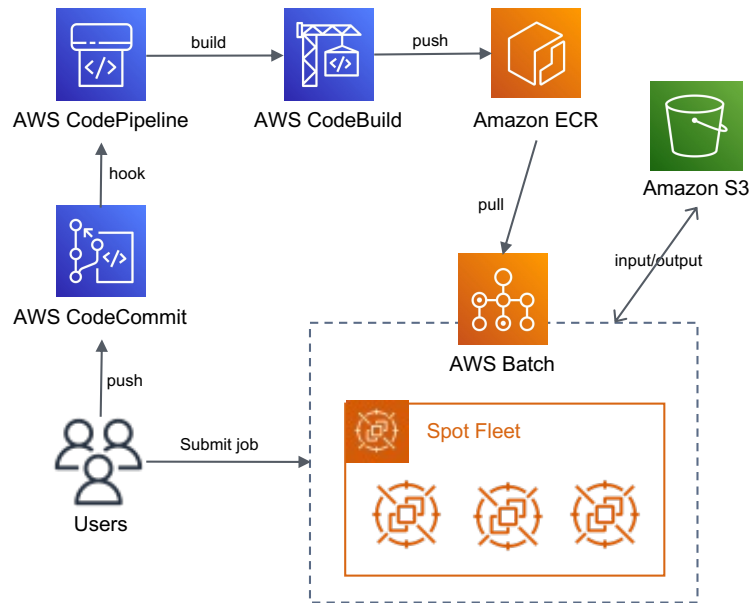 build
push
AWS CodePipeline
AWS CodeBuild
Amazon ECR
hook
Amazon S3
pull
input/output
AWS CodeCommit
AWS Batch
push
Spot Fleet
Submit job
Users